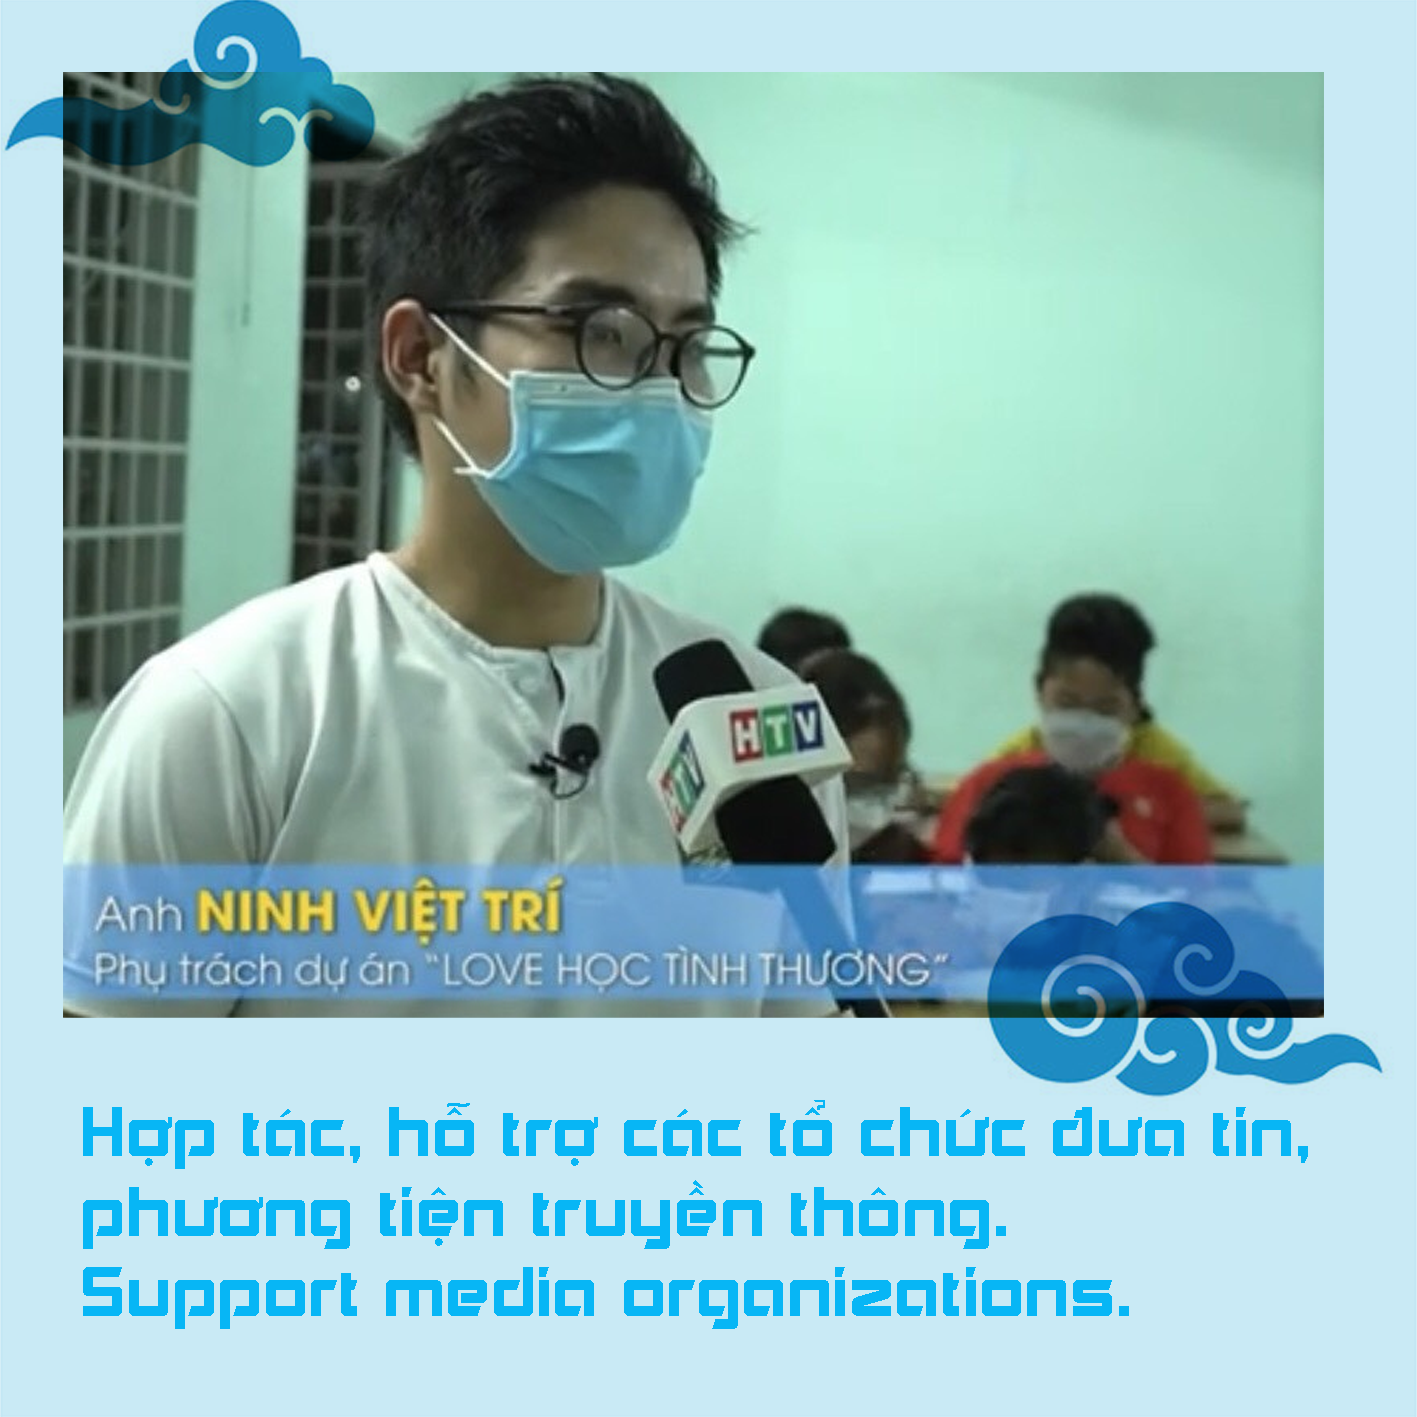 HTV
HTV
Anh NINH VIỆT TRÍ
Phụ trách dự án “LOVE HỌC TÌNH THƯƠNG”
Hợp tác, hỗ trợ các tổ chức đưa tin,
phương tiện truyền thông.
Support media organizations.